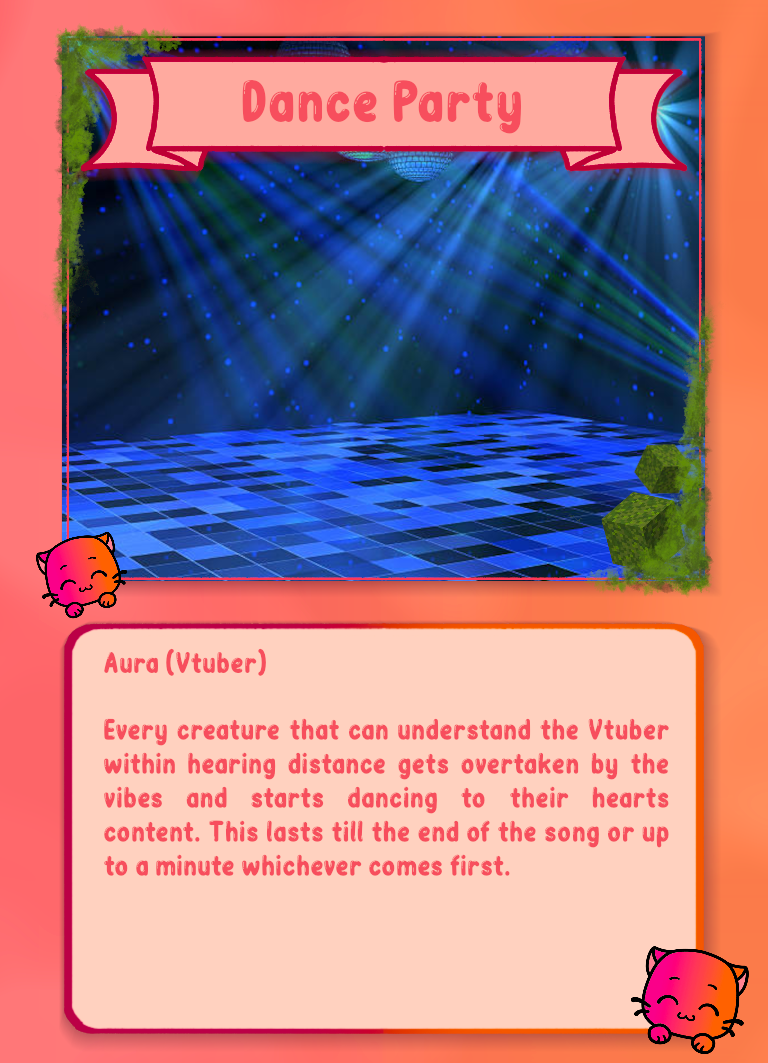 Dance Party
Aura (Vtuber)
Every creature that can understand the Vtuber
within hearing distance gets overtaken by the
vibes and starts dancing to their hearts
content. This lasts till the end of the song or up
to a minute whichever comes first.